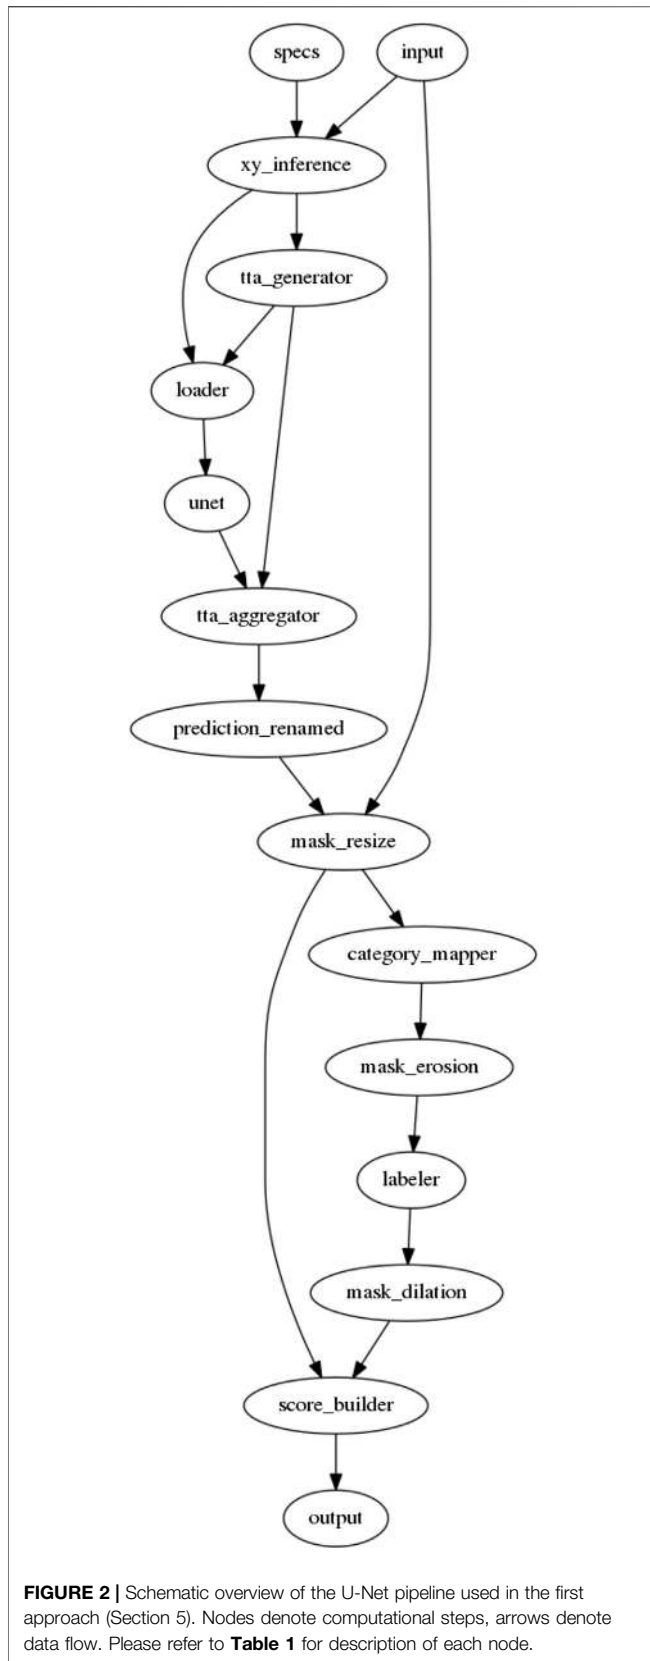 specs
input
xy_inference
tta_generator
loader
unet
tta_aggregator
prediction_renamed
mask_resize
category_mapper
mask_erosion
labeler
mask_dilation
score_builder
output
FIGURE 2 | Schematic overview of the U-Net pipeline used in the first
approach (Section 5). Nodes denote computational steps, arrows denote
data flow. Please refer to Table 1 for description of each node.